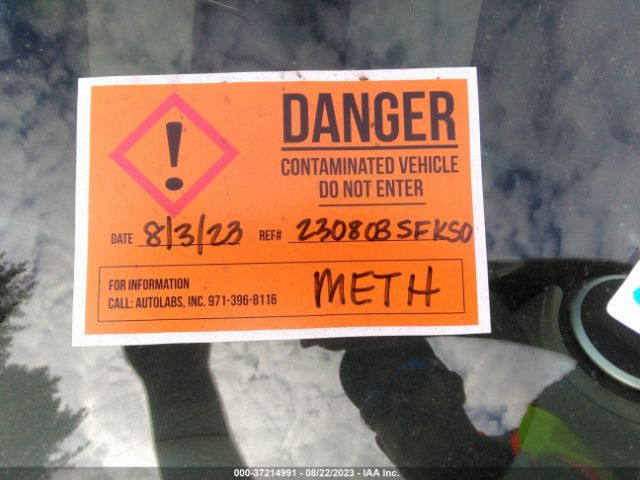 DANGER
CONTAMINATED VEHICLE
DO NOT ENTER
DATE 8/3/23 REF# 230803SFKSO
FOR INFORMATION
CALL: AUTOLABS, INC. 971-396-8116
METH
000-37214991 - 08/22/2023 - IAA Inc.